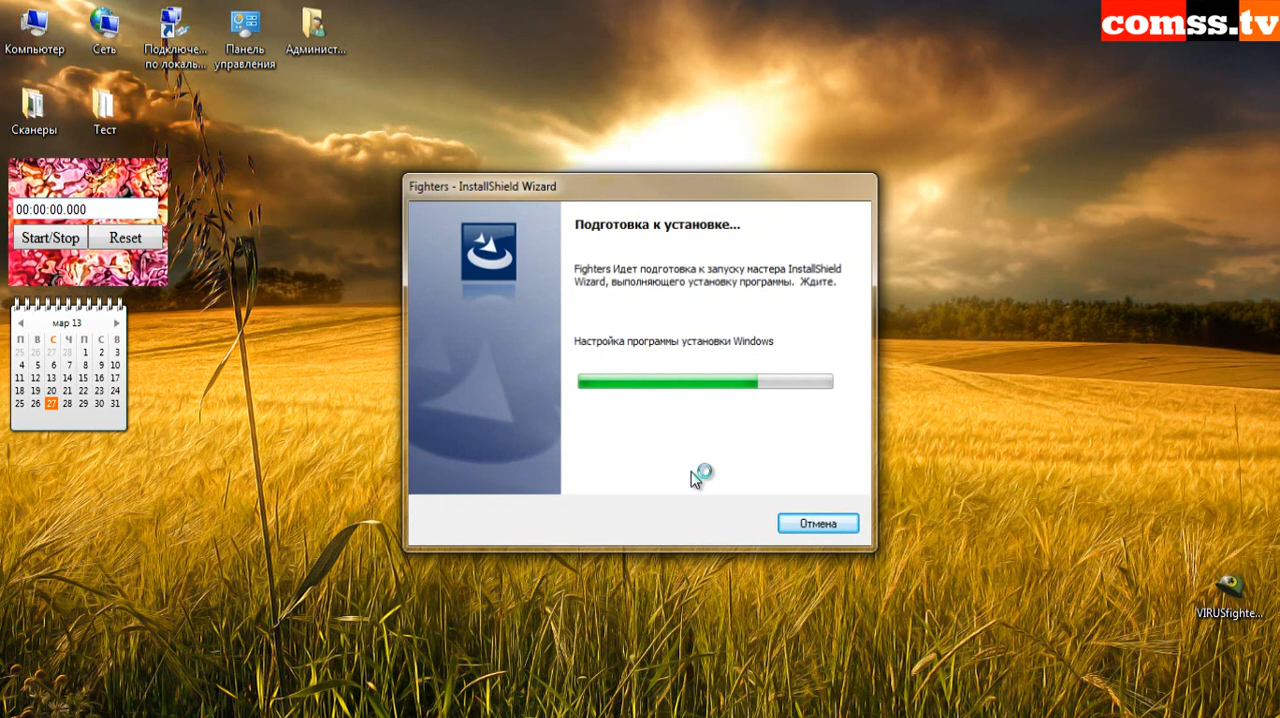 Компьютер
Сеть
Подключе...
по локаль...
Панель
управления
Админист...
comss.tv
Сканеры
Тест
00:00:00.000
Start/Stop
Reset
мар 13
П В С Ч П С В
25 26 27 28 1 2 3
4 5 6 7 8 9 10
11 12 13 14 15 16 17
18 19 20 21 22 23 24
25 26 27 28 29 30 31
Fighters - InstallShield Wizard
Подготовка к установке...
Fighters Идет подготовка к запуску мастера InstallShield
Wizard, выполняющего установку программы. Ждите.
Настройка программы установки Windows
Отмена
VIRUSfighte...